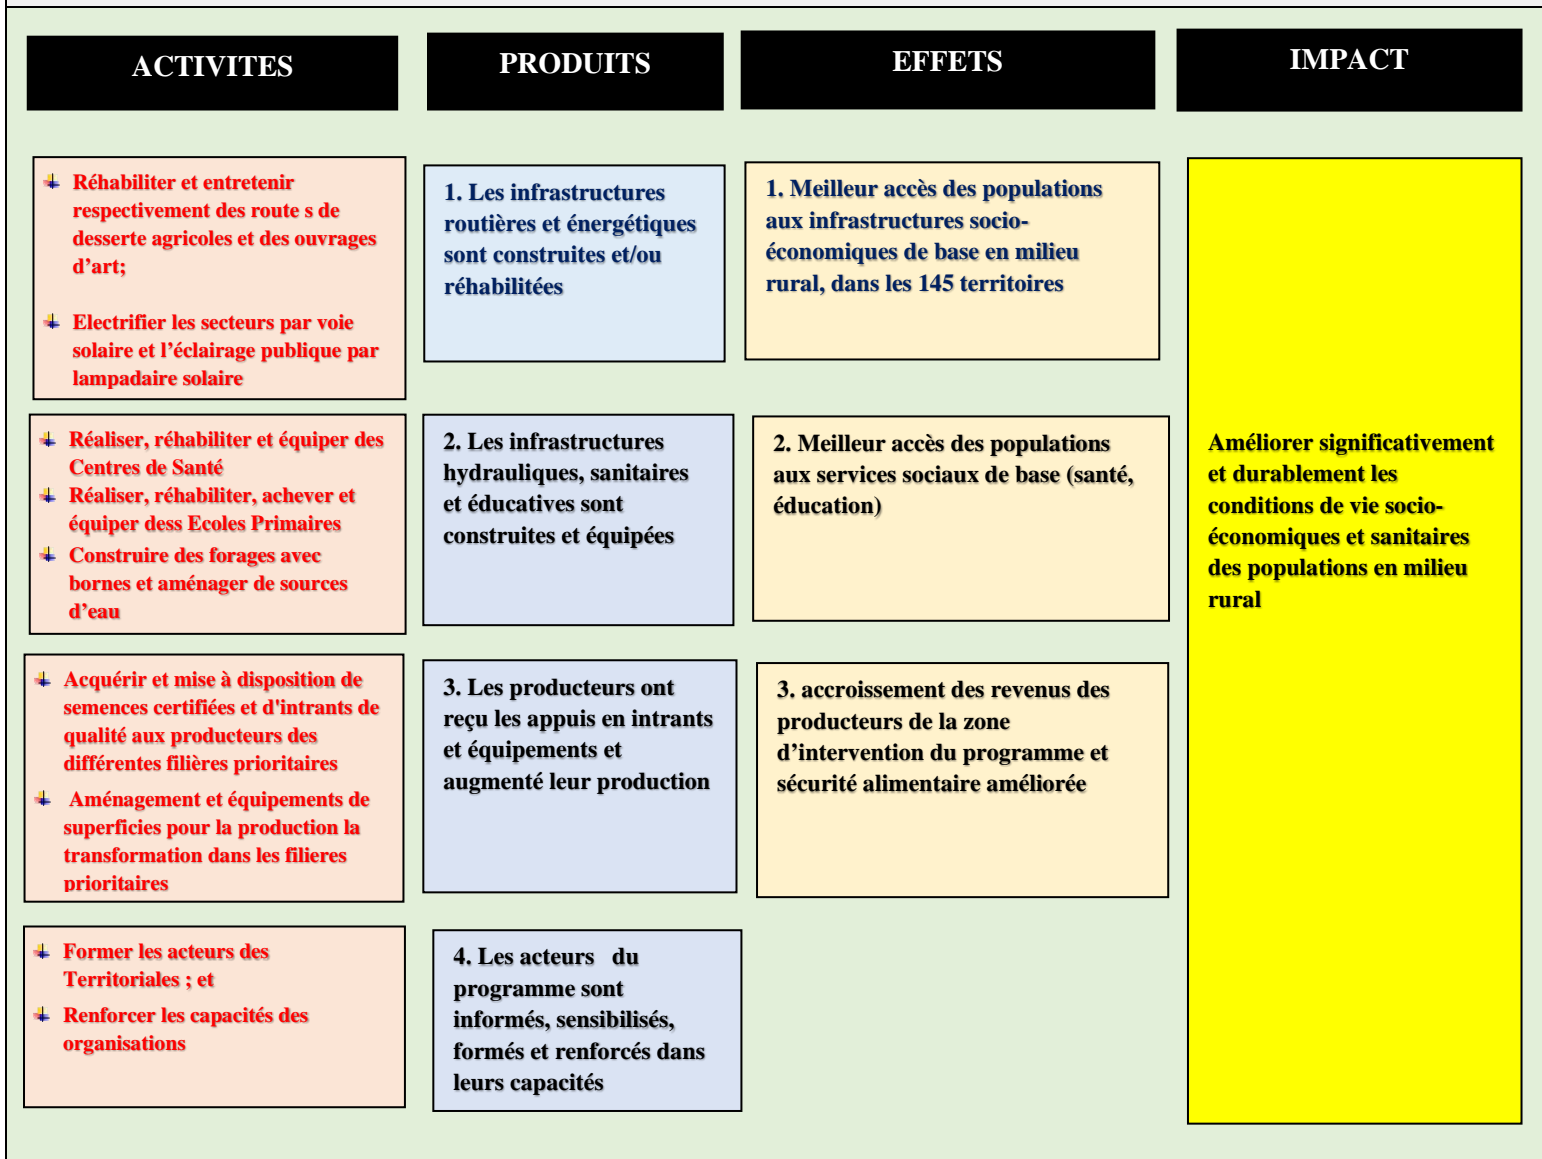 ACTIVITES
PRODUITS
EFFETS
IMPACT
Réhabiliter et entretenir
respectivement des route s de
desserte agricoles et des ouvrages
d’art;
Electrifier les secteurs par voie
solaire et l’éclairage publique par
lampadaire solaire
1. Les infrastructures
routières et énergétiques
sont construites et/ou
réhabilitées
1. Meilleur accès des populations
aux infrastructures socio-
économiques de base en milieu
rural, dans les 145 territoires
Réaliser, réhabiliter et équiper des
Centres de Santé
Réaliser, réhabiliter, achever et
équiper dess Ecoles Primaires
Construire des forages avec
bornes et aménager de sources
d’eau
2. Les infrastructures
hydrauliques, sanitaires
et éducatives sont
construites et équipées
2. Meilleur accès des populations
aux services sociaux de base (santé,
éducation)
Améliorer significativement
et durablement les
conditions de vie socio-
économiques et sanitaires
des populations en milieu
rural
Acquérir et mise à disposition de
semences certifiées et d'intrants de
qualité aux producteurs des
différentes filières prioritaires
Aménagement et équipements de
superficies pour la production la
transformation dans les filieres
prioritaires
3. Les producteurs ont
reçu les appuis en intrants
et équipements et
augmenté leur production
3. accroissement des revenus des
producteurs de la zone
d’intervention du programme et
sécurité alimentaire améliorée
Former les acteurs des
Territoriales ; et
Renforcer les capacités des
organisations
4. Les acteurs du
programme sont
informés, sensibilisés,
formés et renforcés dans
leurs capacités